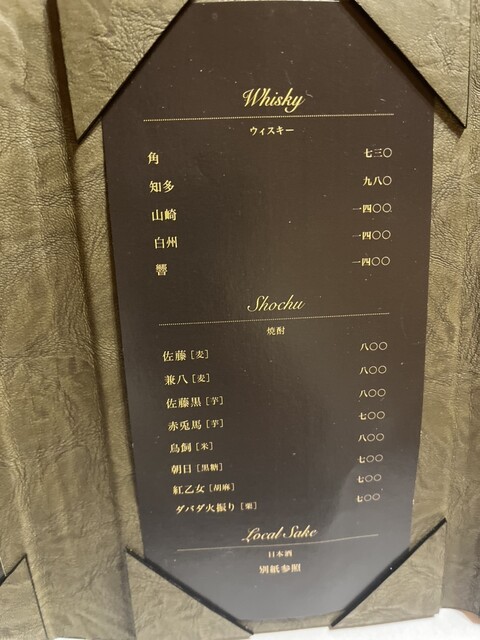 Whisky
ウィスキー
角 七三〇
知多 九八〇
山崎 一四〇〇
白州 一四〇〇
響 一四〇〇
Shochu
焼酎
佐藤［麦］ 八〇〇
兼八［麦］ 八〇〇
佐藤黒［芋］ 八〇〇
赤兎馬［芋］ 七〇〇
鳥飼［米］ 八〇〇
朝日［黒糖］ 七〇〇
紅乙女［胡麻］ 七〇〇
ダバダ火振り［栗］ 七〇〇
Local Sake
日本酒
別紙参照